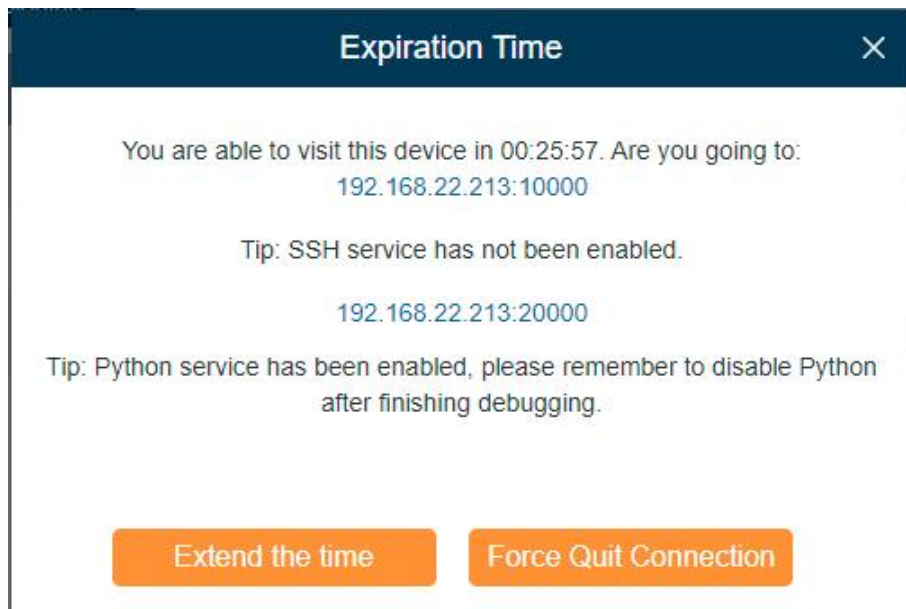 Expiration Time
You are able to visit this device in 00:25:57. Are you going to:
192.168.22.213:10000
Tip: SSH service has not been enabled.
192.168.22.213:20000
Tip: Python service has been enabled, please remember to disable Python
after finishing debugging.
Extend the time
Force Quit Connection